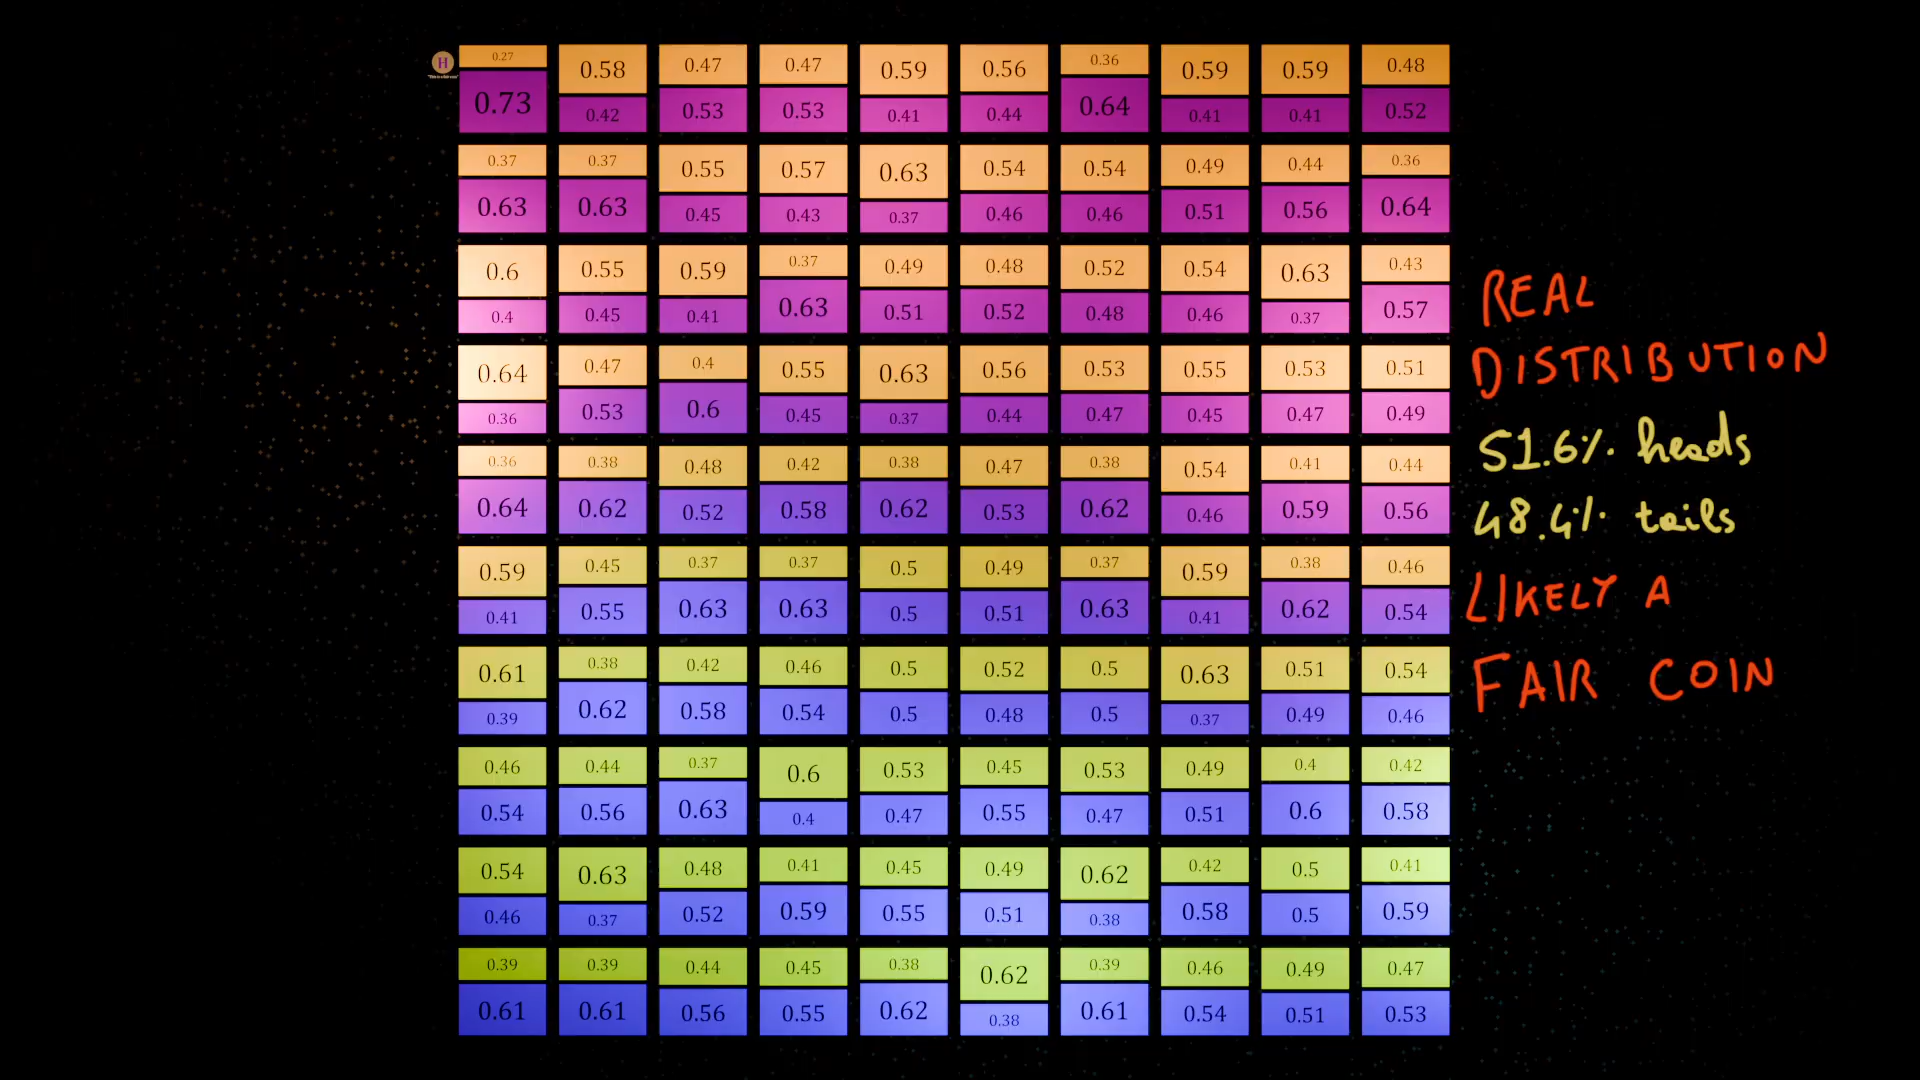 H
0.27 0.58 0.47 0.47 0.59 0.56 0.36 0.59 0.59 0.48
0.73 0.42 0.53 0.53 0.41 0.44 0.64 0.41 0.41 0.52
0.37 0.37 0.55 0.57 0.63 0.54 0.54 0.49 0.44 0.36
0.63 0.63 0.45 0.43 0.37 0.46 0.46 0.51 0.56 0.64
0.6 0.55 0.59 0.37 0.49 0.48 0.52 0.54 0.63 0.43
0.4 0.45 0.41 0.63 0.51 0.52 0.48 0.46 0.37 0.57
0.64 0.47 0.4 0.55 0.63 0.56 0.53 0.55 0.53 0.51
0.36 0.53 0.6 0.45 0.37 0.44 0.47 0.45 0.47 0.49
0.36 0.38 0.48 0.42 0.38 0.47 0.38 0.54 0.41 0.44
0.64 0.62 0.52 0.58 0.62 0.53 0.62 0.46 0.59 0.56
0.59 0.45 0.37 0.37 0.5 0.49 0.37 0.59 0.38 0.46
0.41 0.55 0.63 0.63 0.5 0.51 0.63 0.41 0.62 0.54
0.61 0.38 0.42 0.46 0.5 0.52 0.5 0.63 0.51 0.54
0.39 0.62 0.58 0.54 0.5 0.48 0.5 0.37 0.49 0.46
0.46 0.44 0.37 0.6 0.53 0.45 0.53 0.49 0.4 0.42
0.54 0.56 0.63 0.4 0.47 0.55 0.47 0.51 0.6 0.58
0.54 0.63 0.48 0.41 0.45 0.49 0.62 0.42 0.5 0.41
0.46 0.37 0.52 0.59 0.55 0.51 0.38 0.58 0.5 0.59
0.39 0.39 0.44 0.45 0.38 0.62 0.39 0.46 0.49 0.47
0.61 0.61 0.56 0.55 0.62 0.38 0.61 0.54 0.51 0.53
REAL
DISTRIBUTION
51.6% heads
48.4% tails
LIKELY A
FAIR COIN